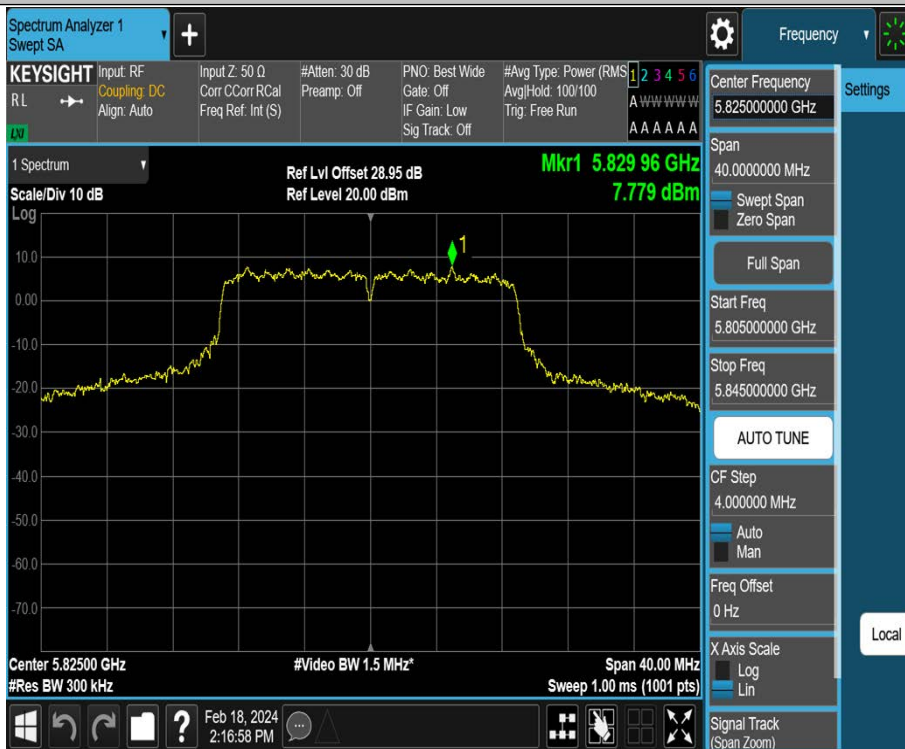 Spectrum Analyzer 1
Swept SA
+
Frequency
KEYSIGHT
RL
LXI
Input: RF
Coupling: DC
Align: Auto
Input Z: 50 Ω
Corr CCorr RCal
Freq Ref: Int (S)
#Atten: 30 dB
Preamp: Off
PNO: Best Wide
Gate: Off
IF Gain: Low
Sig Track: Off
#Avg Type: Power (RMS
Avg|Hold: 100/100
Trig: Free Run
1 2 3 4 5 6
A W W W W W
A A A A A A
1 Spectrum
Scale/Div 10 dB
Log
Ref Lvl Offset 28.95 dB
Ref Level 20.00 dBm
Mkr1 5.829 96 GHz
7.779 dBm
1
10.0
0.00
-10.0
-20.0
-30.0
-40.0
-50.0
-60.0
-70.0
Center 5.82500 GHz
#Res BW 300 kHz
#Video BW 1.5 MHz*
Span 40.00 MHz
Sweep 1.00 ms (1001 pts)
Feb 18, 2024
2:16:58 PM
?
Center Frequency
5.825000000 GHz
Span
40.0000000 MHz
Swept Span
Zero Span
Full Span
Start Freq
5.805000000 GHz
Stop Freq
5.845000000 GHz
AUTO TUNE
CF Step
4.000000 MHz
Auto
Man
Freq Offset
0 Hz
X Axis Scale
Log
Lin
Signal Track
(Span Zoom)
Settings
Local